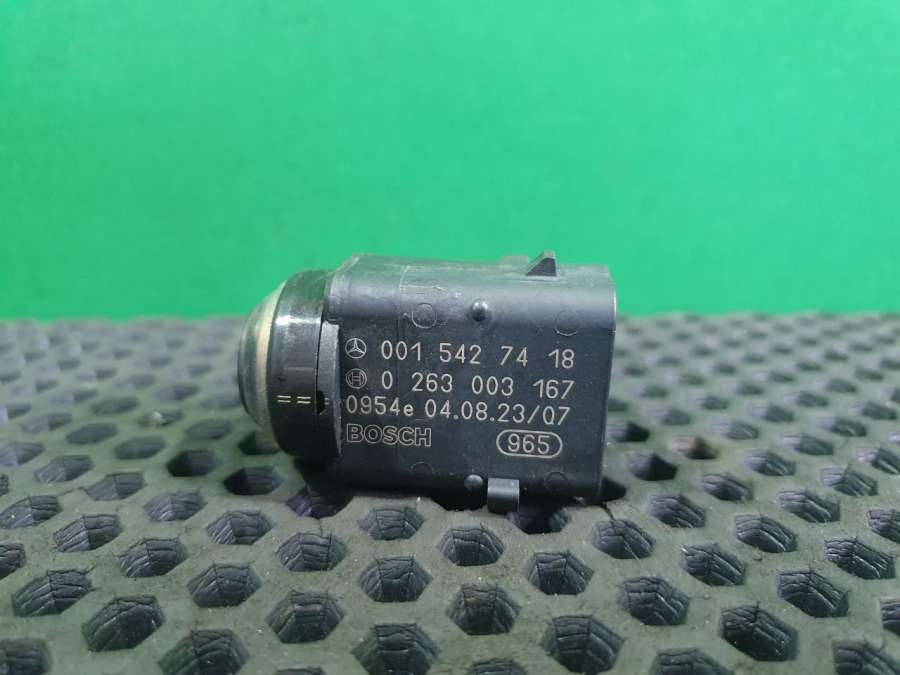 001 542 74 18
0 263 003 167
0954e 04.08.23/07
BOSCH 965